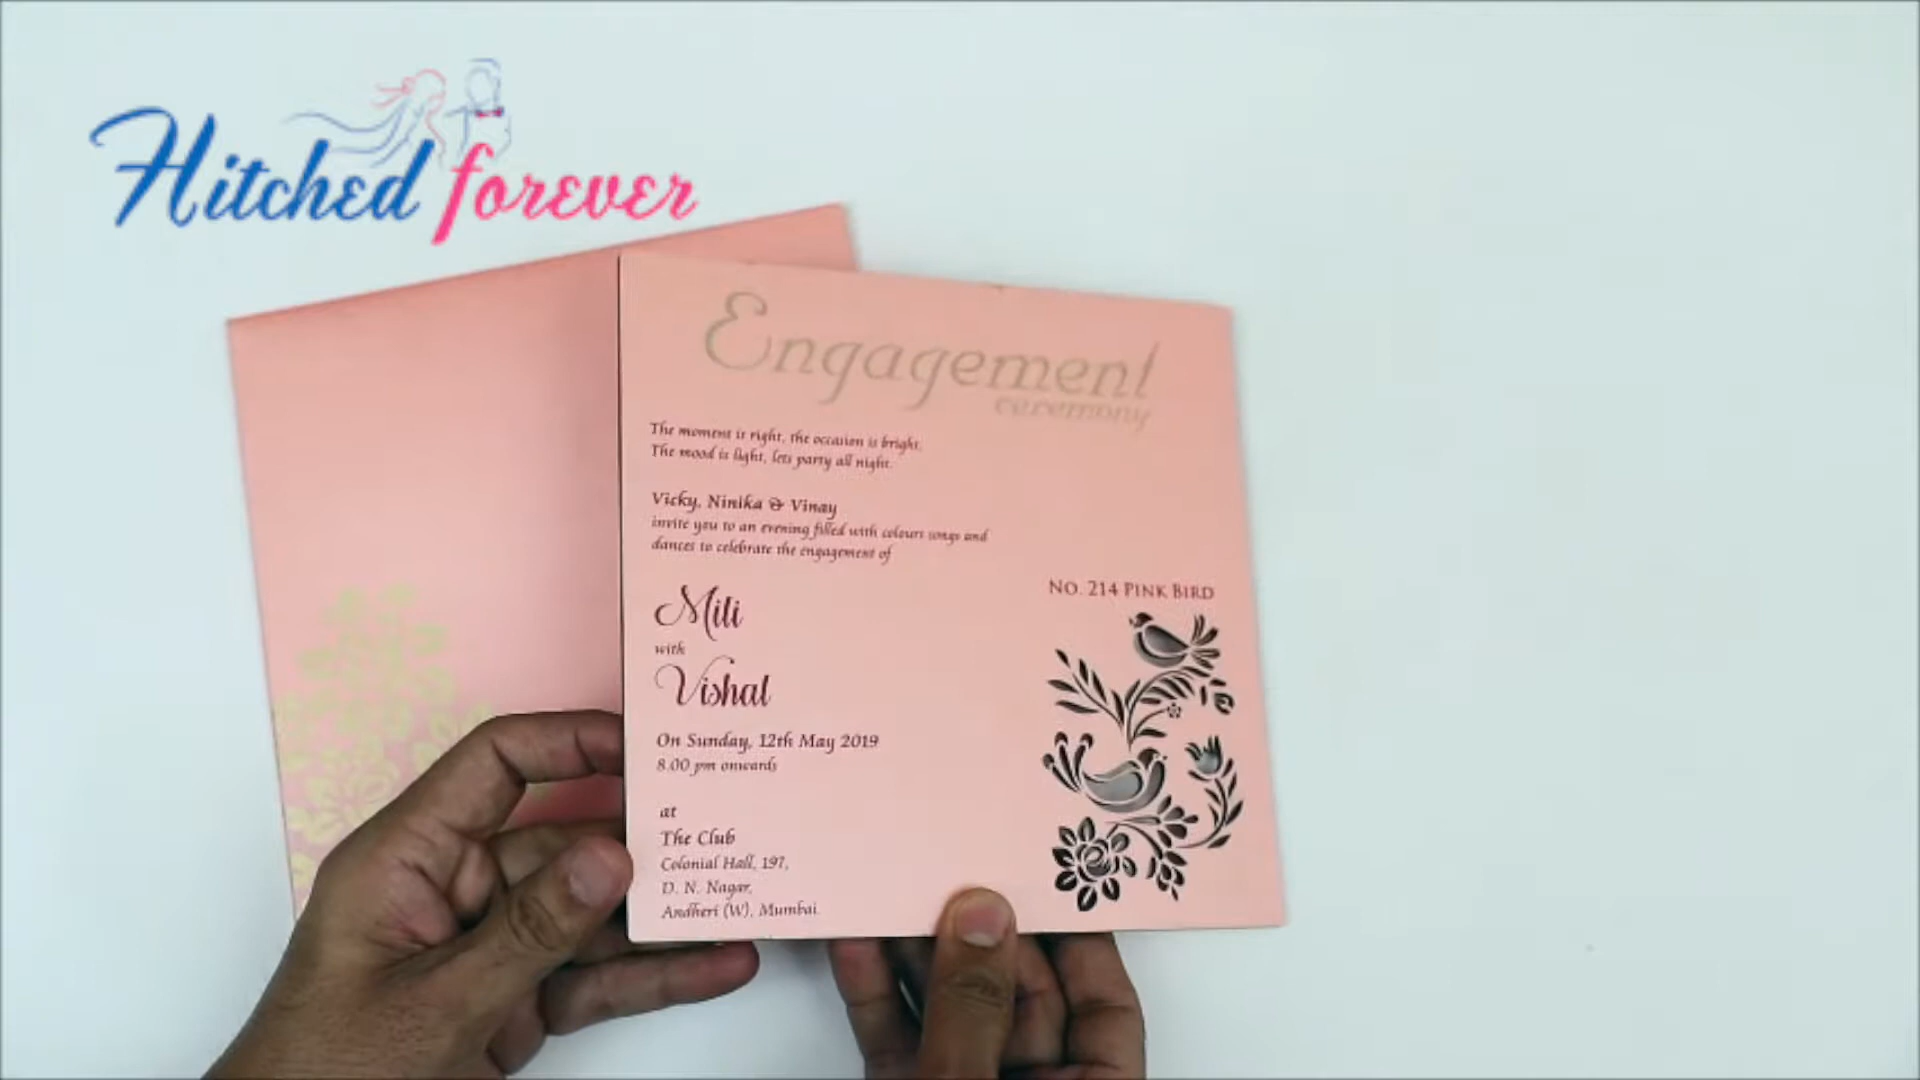 Hitched forever
Engagement
ceremony
The moment is right, the occasion is bright.
The mood is light, lets party all night.
Vicky, Ninika & Vinay
invite you to an evening filled with colours songs and
dances to celebrate the engagement of
Mili
with
Vishal
On Sunday, 12th May 2019
8.00 pm onwards
at
The Club
Colonial Hall, 197,
D. N. Nagar,
Andheri (W), Mumbai.
No. 214 Pink Bird